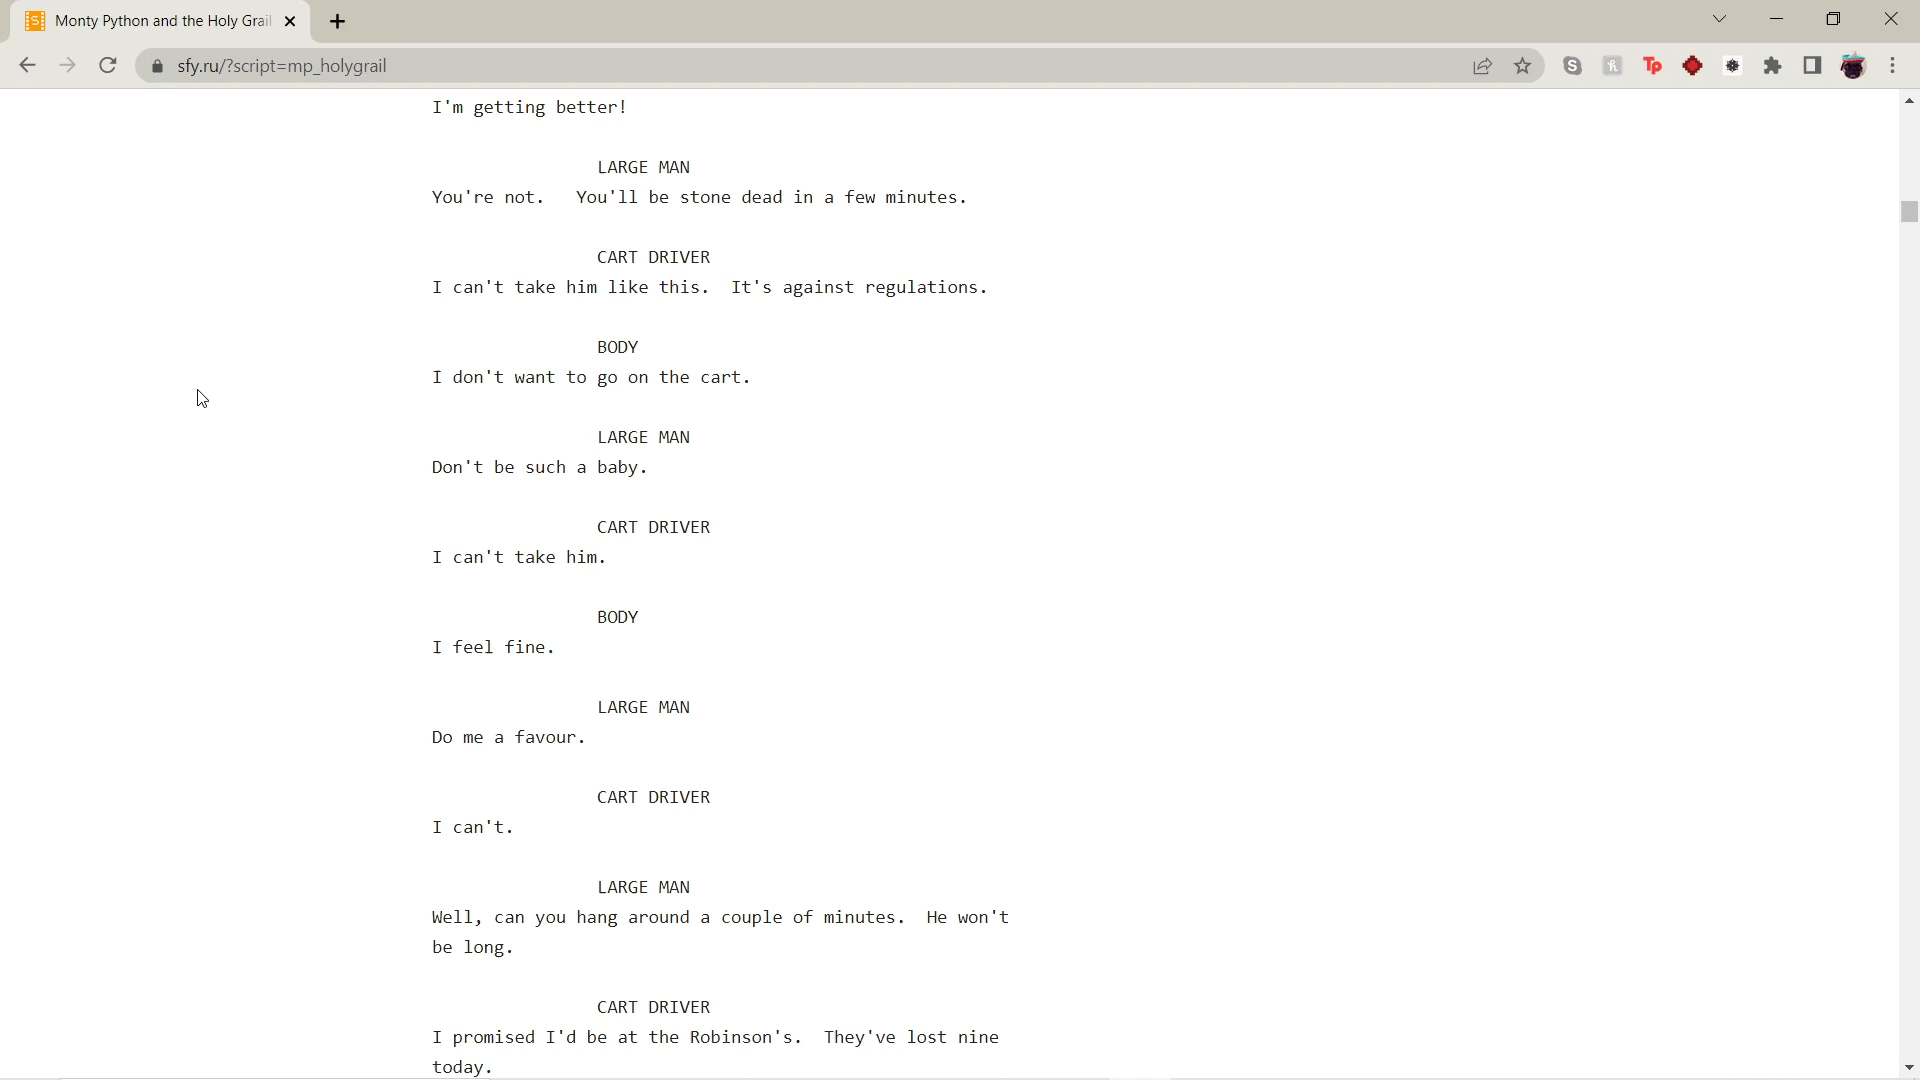 Monty Python and the Holy Grail
sfy.ru/?script=mp_holygrail
I'm getting better!
LARGE MAN
You're not.   You'll be stone dead in a few minutes.
CART DRIVER
I can't take him like this.  It's against regulations.
BODY
I don't want to go on the cart.
LARGE MAN
Don't be such a baby.
CART DRIVER
I can't take him.
BODY
I feel fine.
LARGE MAN
Do me a favour.
CART DRIVER
I can't.
LARGE MAN
Well, can you hang around a couple of minutes.  He won't
be long.
CART DRIVER
I promised I'd be at the Robinson's.  They've lost nine
today.